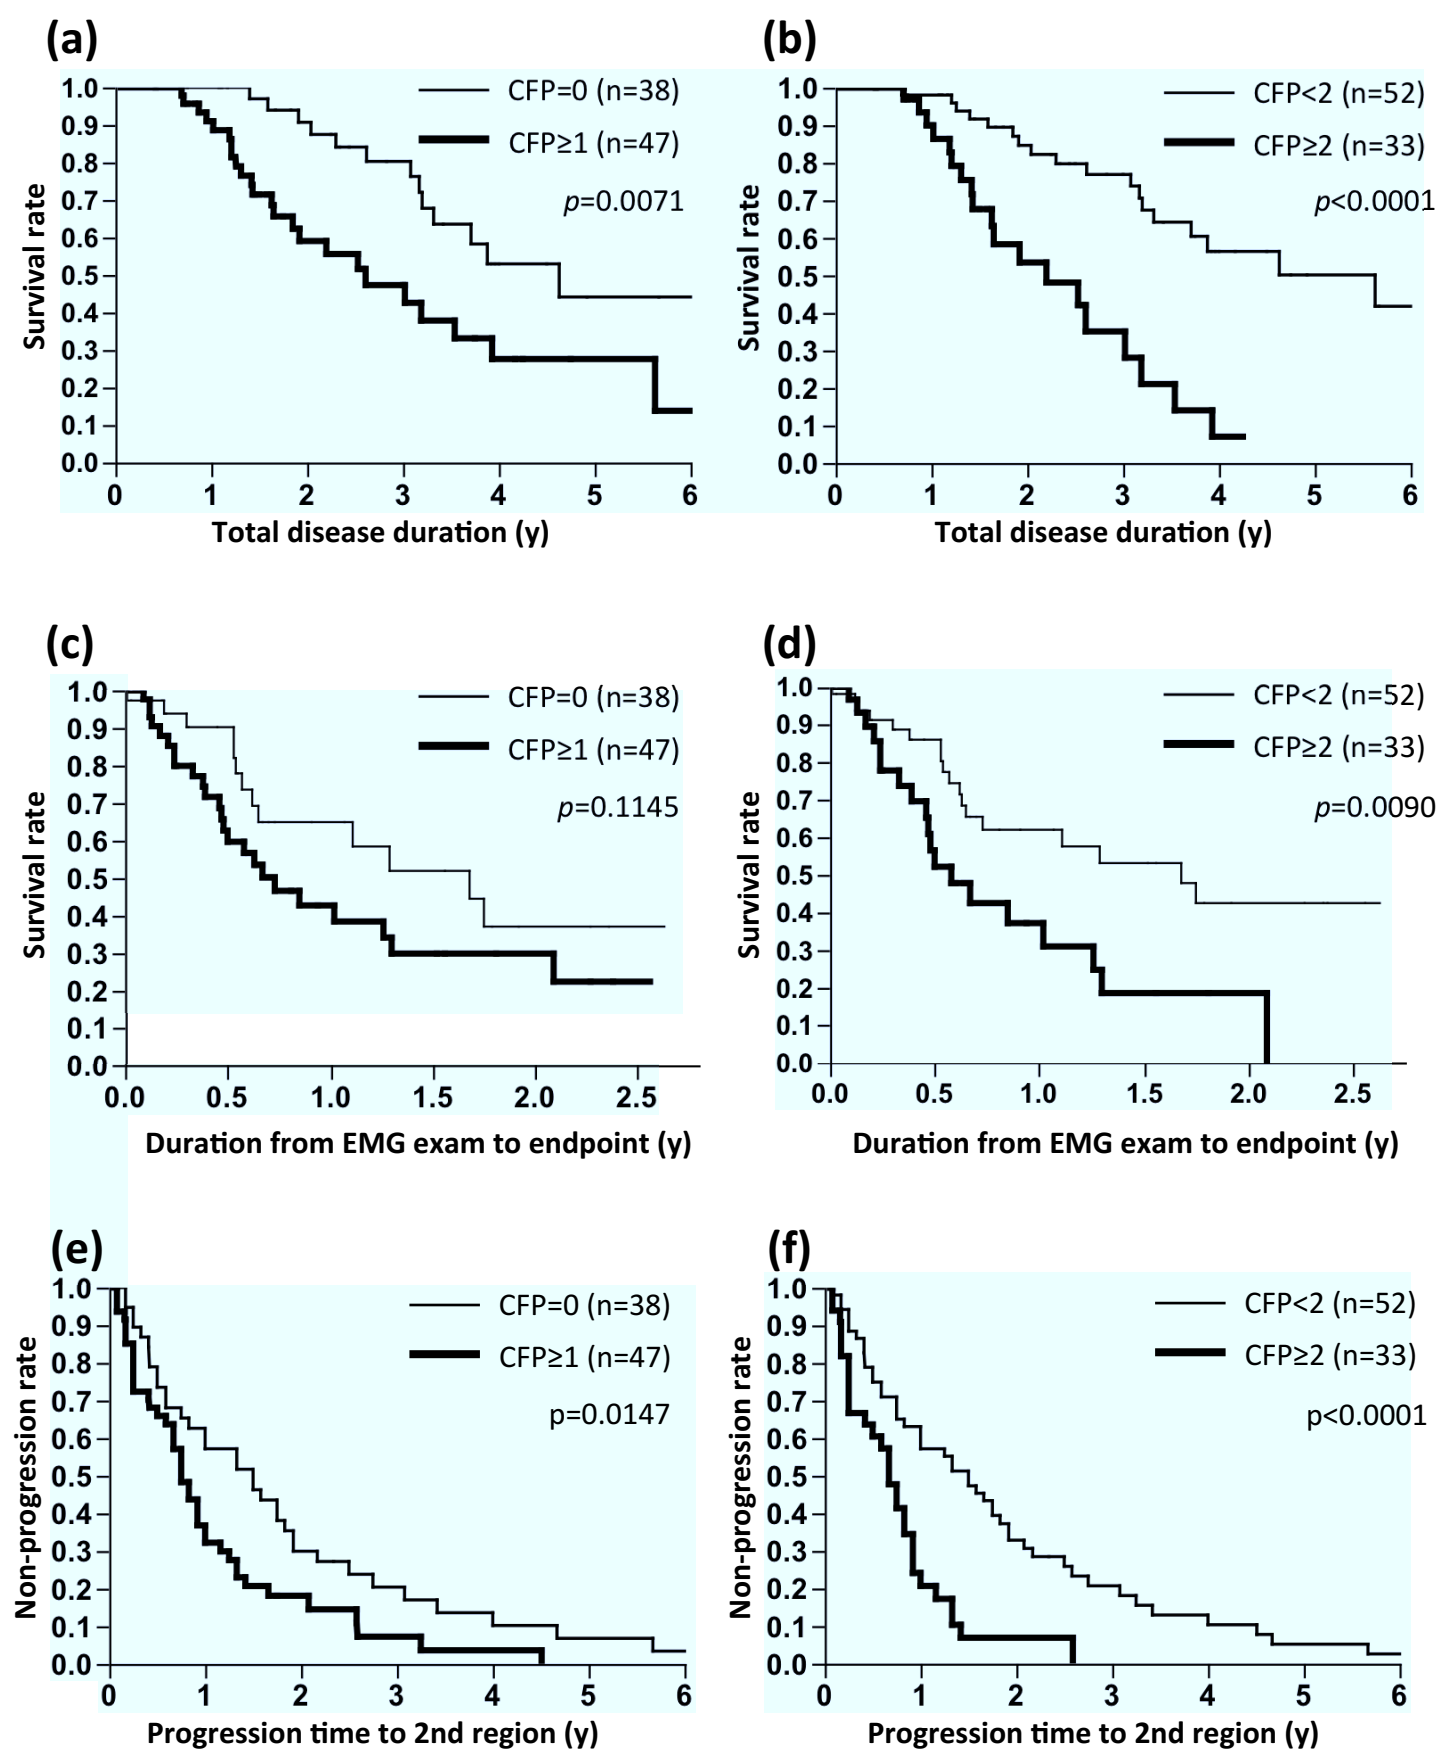 (a)
CFP=0 (n=38)
CFP≥1 (n=47)
p=0.0071
Survival rate
1.0
0.9
0.8
0.7
0.6
0.5
0.4
0.3
0.2
0.1
0.0
0 1 2 3 4 5 6
Total disease duration (y)
(b)
CFP<2 (n=52)
CFP≥2 (n=33)
p<0.0001
Survival rate
1.0
0.9
0.8
0.7
0.6
0.5
0.4
0.3
0.2
0.1
0.0
0 1 2 3 4 5 6
Total disease duration (y)
(c)
CFP=0 (n=38)
CFP≥1 (n=47)
p=0.1145
Survival rate
1.0
0.9
0.8
0.7
0.6
0.5
0.4
0.3
0.2
0.1
0.0
0.0 0.5 1.0 1.5 2.0 2.5
Duration from EMG exam to endpoint (y)
(d)
CFP<2 (n=52)
CFP≥2 (n=33)
p=0.0090
Survival rate
1.0
0.9
0.8
0.7
0.6
0.5
0.4
0.3
0.2
0.1
0.0
0.0 0.5 1.0 1.5 2.0 2.5
Duration from EMG exam to endpoint (y)
(e)
CFP=0 (n=38)
CFP≥1 (n=47)
p=0.0147
Non-progression rate
1.0
0.9
0.8
0.7
0.6
0.5
0.4
0.3
0.2
0.1
0.0
0 1 2 3 4 5 6
Progression time to 2nd region (y)
(f)
CFP<2 (n=52)
CFP≥2 (n=33)
p<0.0001
Non-progression rate
1.0
0.9
0.8
0.7
0.6
0.5
0.4
0.3
0.2
0.1
0.0
0 1 2 3 4 5 6
Progression time to 2nd region (y)